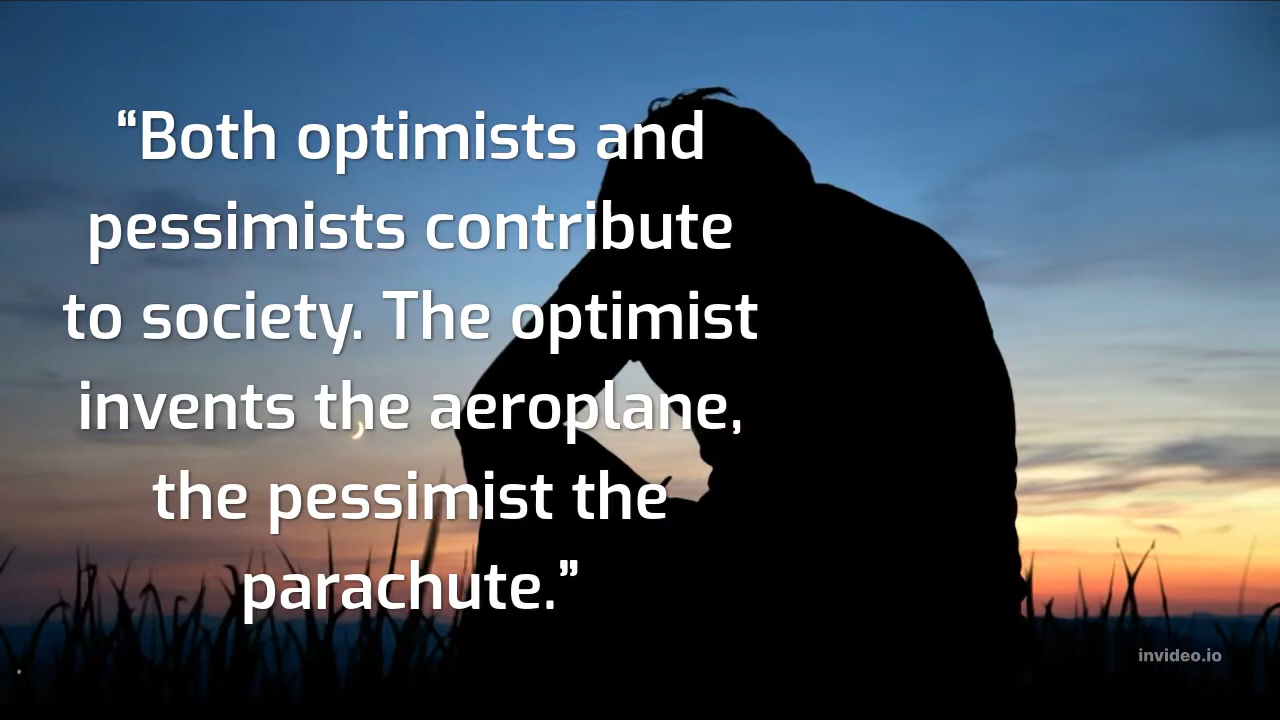 “Both optimists and
pessimists contribute
to society. The optimist
invents the aeroplane,
the pessimist the
parachute.”
invideo.io